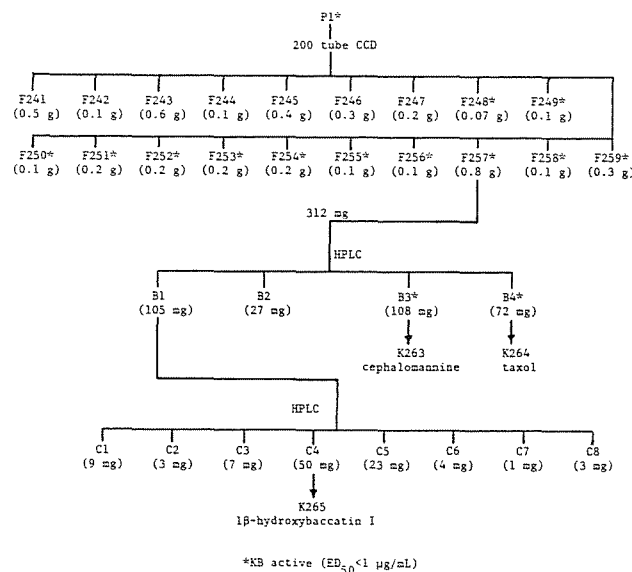 P1*
200 tube CCD
F241 F242 F243 F244 F245 F246 F247 F248* F249*
(0.5 g) (0.1 g) (0.6 g) (0.1 g) (0.4 g) (0.3 g) (0.2 g) (0.07 g) (0.1 g)
F250* F251* F252* F253* F254* F255* F256* F257* F258* F259*
(0.1 g) (0.2 g) (0.2 g) (0.2 g) (0.2 g) (0.1 g) (0.1 g) (0.8 g) (0.1 g) (0.3 g)
312 mg
HPLC
B1 B2 B3* B4*
(105 mg) (27 mg) (108 mg) (72 mg)
K263 K264
cephalomannine taxol
HPLC
C1 C2 C3 C4 C5 C6 C7 C8
(9 mg) (3 mg) (7 mg) (50 mg) (23 mg) (4 mg) (1 mg) (3 mg)
K265
1β-hydroxybaccatin I
*KB active (ED50<1 μg/mL)